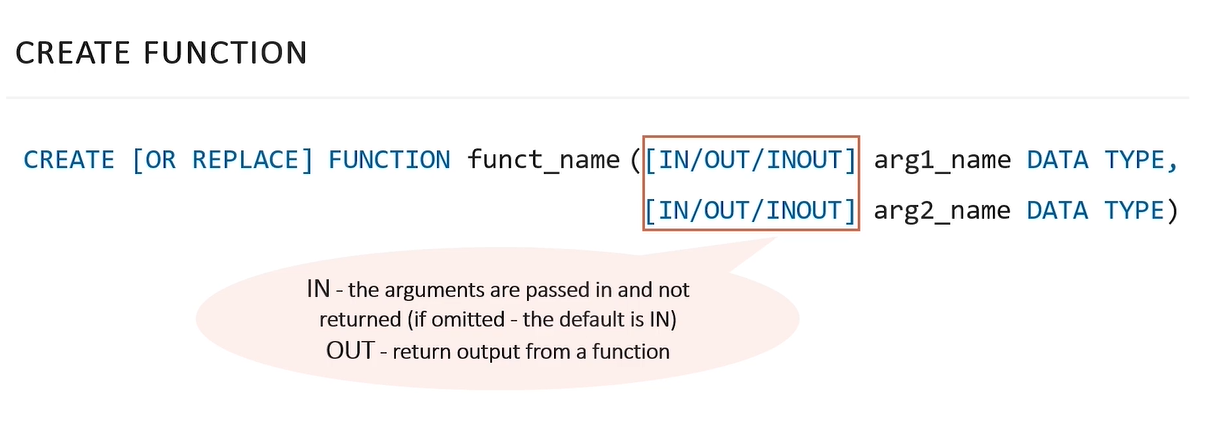 CREATE FUNCTION
CREATE [OR REPLACE] FUNCTION funct_name ([IN/OUT/INOUT] arg1_name DATA TYPE,
[IN/OUT/INOUT] arg2_name DATA TYPE)
IN - the arguments are passed in and not
returned (if omitted - the default is IN)
OUT - return output from a function